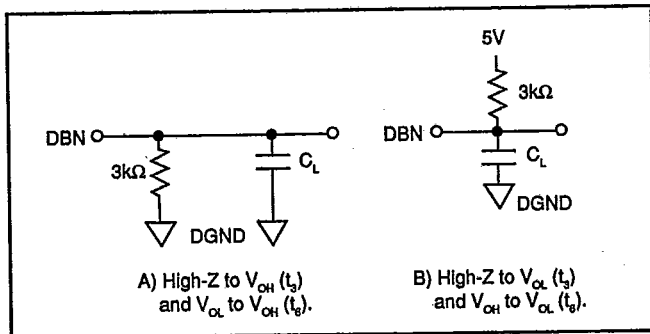 5V
3kΩ
DBN
C_L
3kΩ
DGND
DBN
C_L
DGND
A) High-Z to V_OH (t_3)
and V_OL to V_OH (t_6).
B) High-Z to V_OL (t_3)
and V_OH to V_OL (t_6).